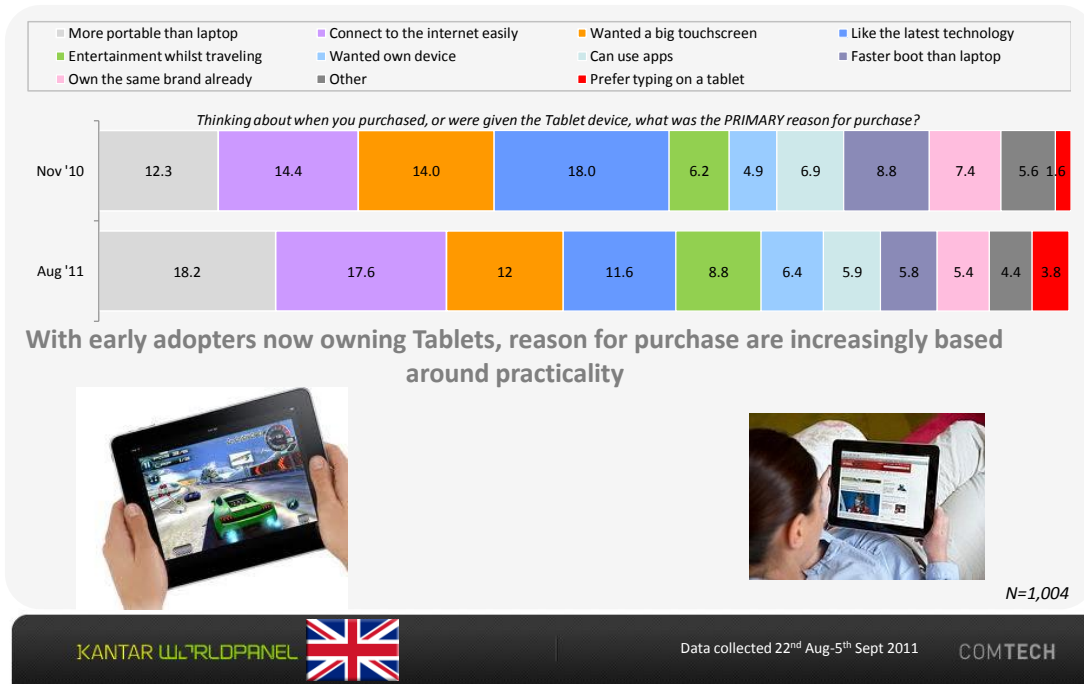 More portable than laptop Connect to the internet easily Wanted a big touchscreen Like the latest technology
Entertainment whilst traveling Wanted own device Can use apps Faster boot than laptop
Own the same brand already Other Prefer typing on a tablet
Thinking about when you purchased, or were given the Tablet device, what was the PRIMARY reason for purchase?
Nov '10 12.3 14.4 14.0 18.0 6.2 4.9 6.9 8.8 7.4 5.6 1.6
Aug '11 18.2 17.6 12 11.6 8.8 6.4 5.9 5.8 5.4 4.4 3.8
With early adopters now owning Tablets, reason for purchase are increasingly based
around practicality
N=1,004
KANTAR WORLDPANEL Data collected 22nd Aug-5th Sept 2011 COMTECH